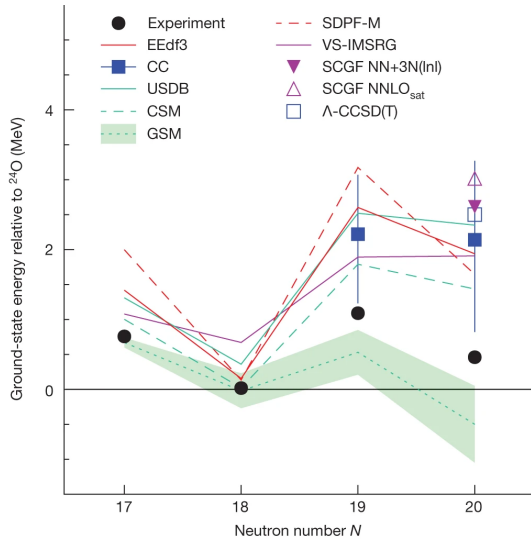 Experiment
EEdf3
CC
USDB
CSM
GSM
SDPF-M
VS-IMSRG
SCGF NN+3N(lnl)
SCGF NNLOsat
Λ-CCSD(T)
Ground-state energy relative to 24O (MeV)
4
2
0
17 18 19 20
Neutron number N